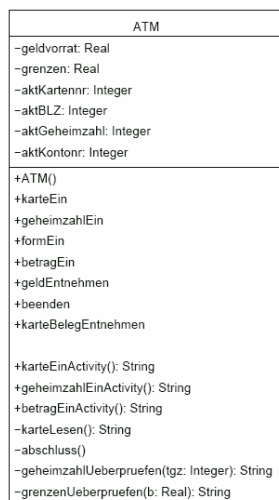 ATM
−geldvorrat: Real
−grenzen: Real
−aktKartennr: Integer
−aktBLZ: Integer
−aktGeheimzahl: Integer
−aktKontonr: Integer
+ATM()
+karteEin
+geheimzahlEin
+formEin
+betragEin
+geldEntnehmen
+beenden
+karteBelegEntnehmen
+karteEinActivity(): String
+geheimzahlEinActivity(): String
+betragEinActivity(): String
−karteLesen(): String
−abschluss()
−geheimzahlUeberpruefen(tgz: Integer): String
−grenzenUeberpruefen(b: Real): String